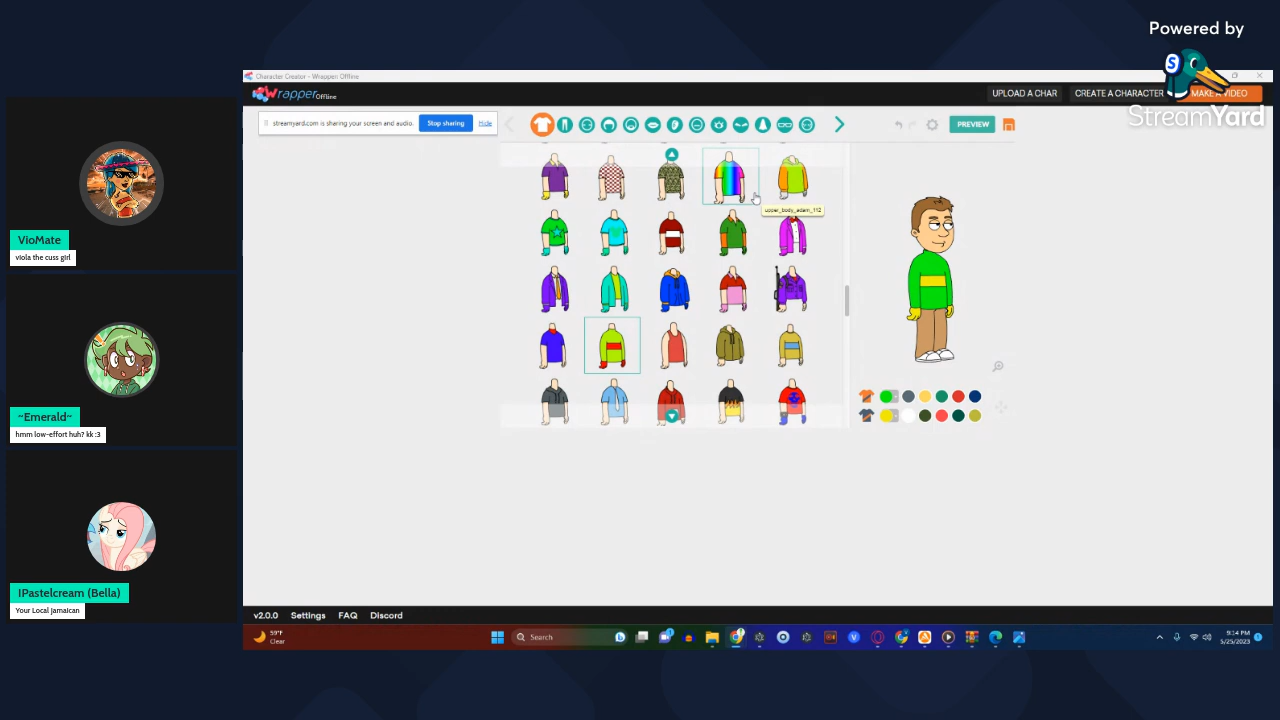 Powered by
StreamYard
Character Creator - Wrapper: Offline
Wrapper Offline
UPLOAD A CHAR
CREATE A CHARACTER
MAKE A VIDEO
streamyard.com is sharing your screen and audio.
Stop sharing
Hide
PREVIEW
upper_body_adam_112
VioMate
viola the cuss girl
~Emerald~
hmm low-effort huh? kk :3
IPastelcream (Bella)
Your Local Jamaican
v2.0.0
Settings
FAQ
Discord
59°F
Clear
Search
9:14 PM
5/25/2023